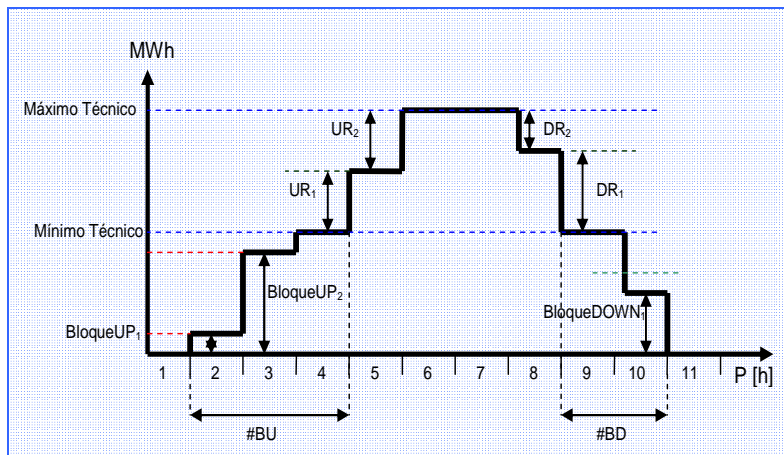 MWh
Máximo Técnico
UR₂
DR₂
UR₁
DR₁
Mínimo Técnico
BloqueUP₂
BloqueDOWN₁
BloqueUP₁
1 2 3 4 5 6 7 8 9 10 11 P [h]
#BU #BD